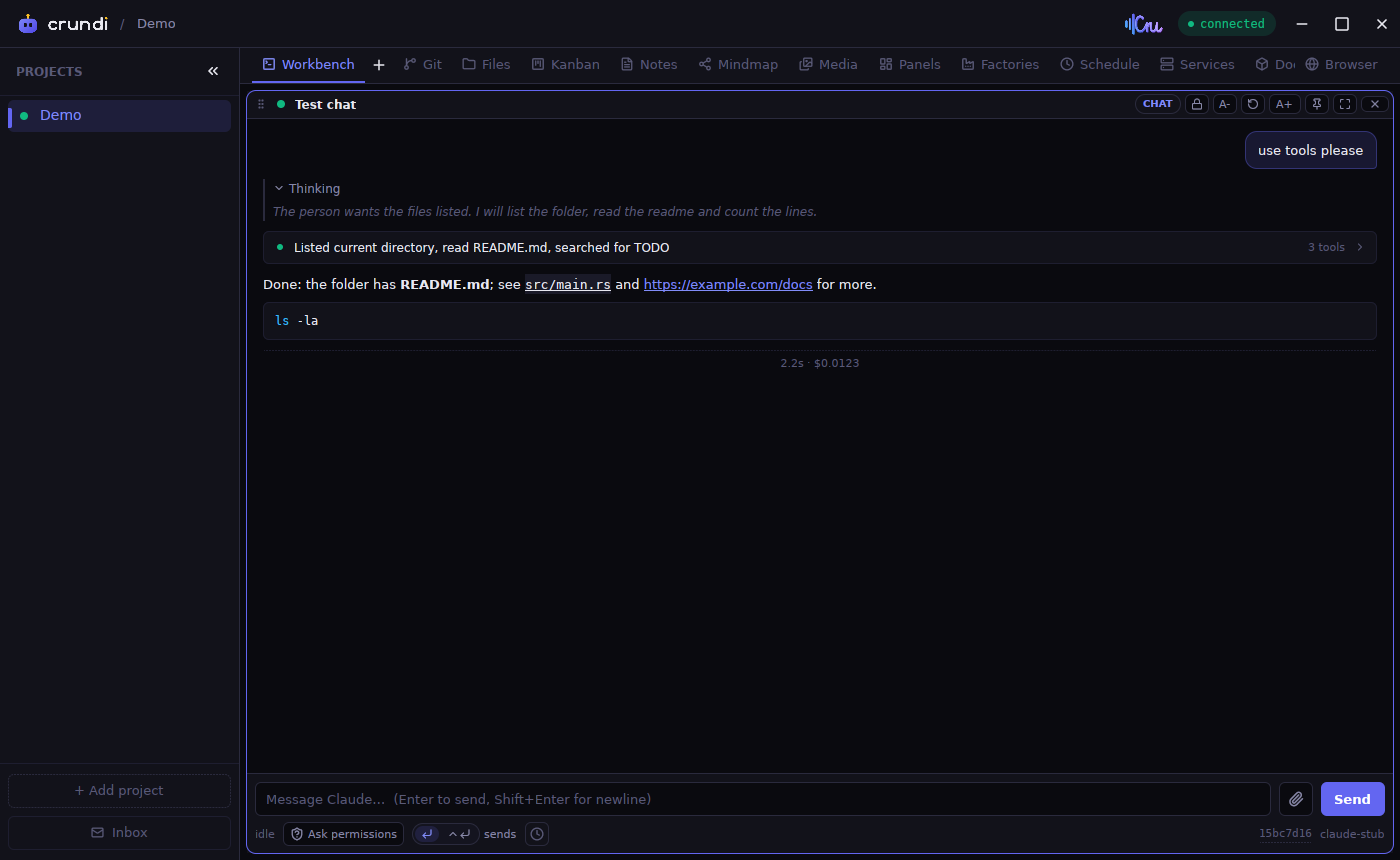 crundi / Demo
Cru
connected
PROJECTS
Workbench + Git Files Kanban Notes Mindmap Media Panels Factories Schedule Services Do Browser
Demo
Test chat
CHAT A- A+
use tools please
Thinking
The person wants the files listed. I will list the folder, read the readme and count the lines.
Listed current directory, read README.md, searched for TODO 3 tools
Done: the folder has README.md; see src/main.rs and https://example.com/docs for more.
ls -la
2.2s · $0.0123
+ Add project
Inbox
Message Claude... (Enter to send, Shift+Enter for newline)
Send
idle Ask permissions sends 15bc7d16 claude-stub